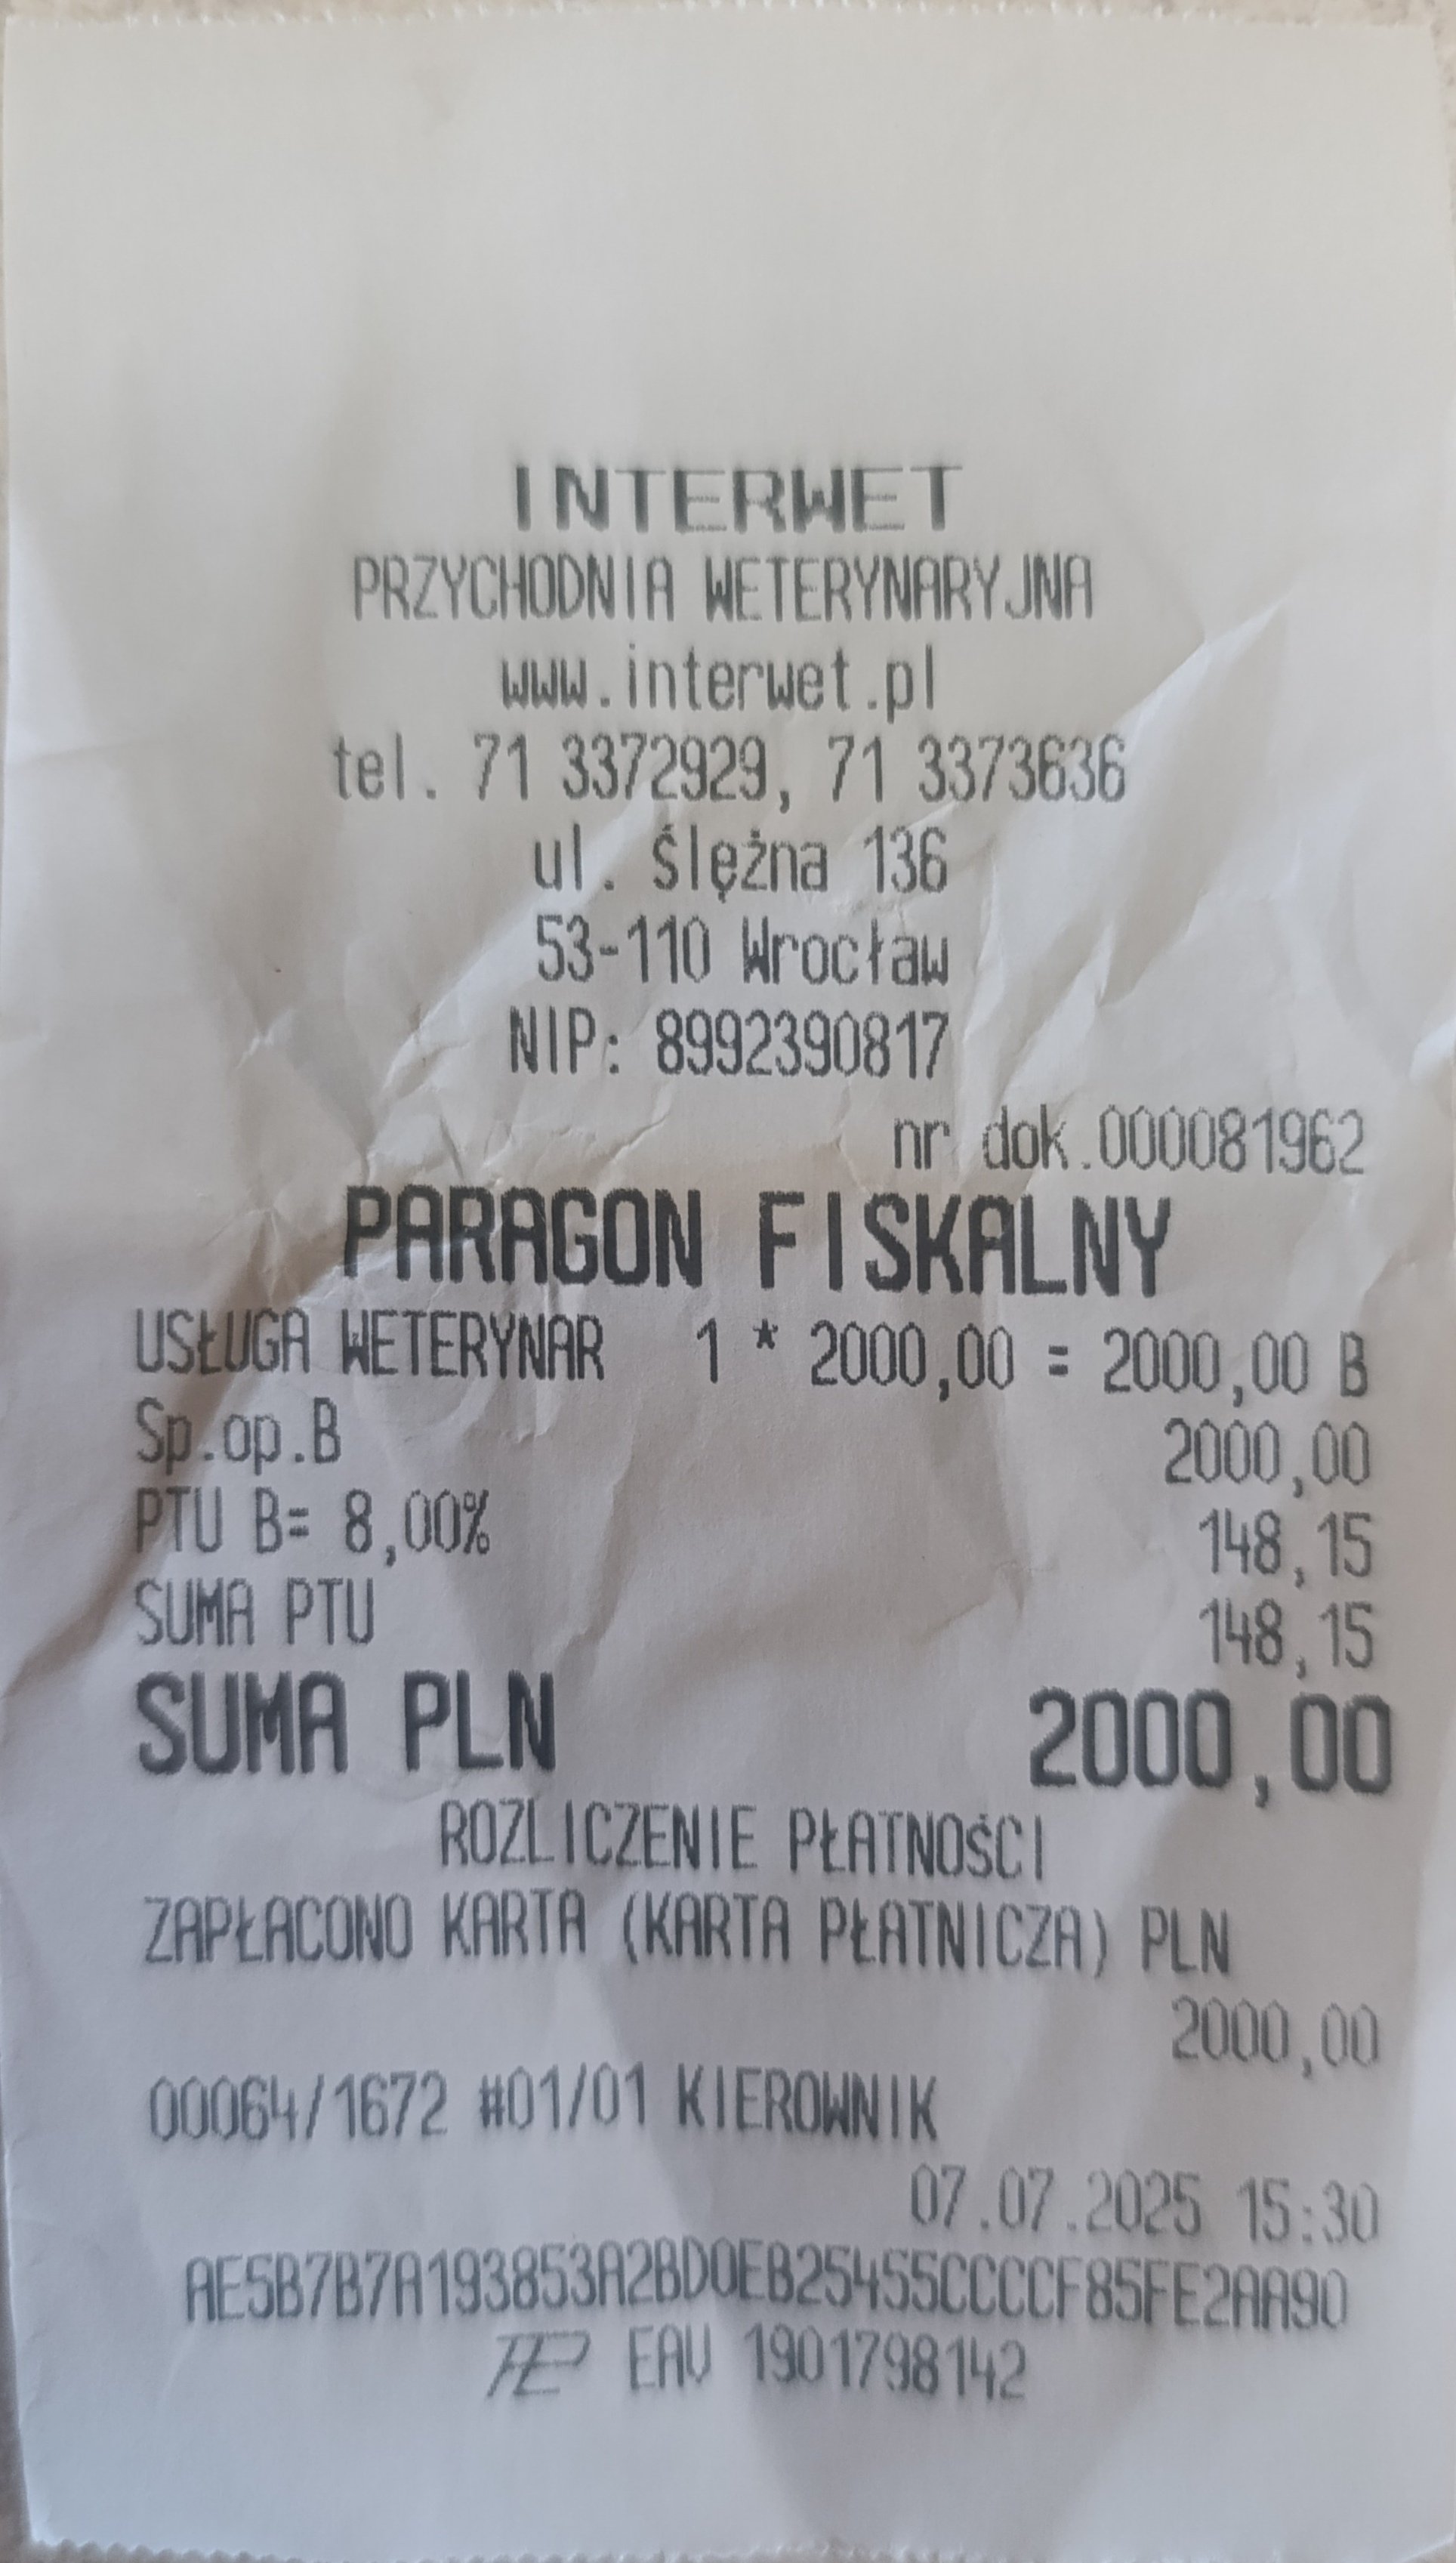 INTERWET
PRZYCHODNIA WETERYNARYJNA
www.interwet.pl
tel. 71 3372929, 71 3373636
ul. Ślężna 136
53-110 Wrocław
NIP: 8992390817
nr dok.000081962
PARAGON FISKALNY
USŁUGA WETERYNAR 1 * 2000,00 = 2000,00 B
Sp.op.B 2000,00
PTU B= 8,00% 148,15
SUMA PTU 148,15
SUMA PLN 2000,00
ROZLICZENIE PŁATNOŚCI
ZAPŁACONO KARTA (KARTA PŁATNICZA) PLN
2000,00
00064/1672 #01/01 KIEROWNIK
07.07.2025 15:30
AE5B7B7A193853A2BD0EB25455CCCCF85FE2AA90
EAV 1901798142